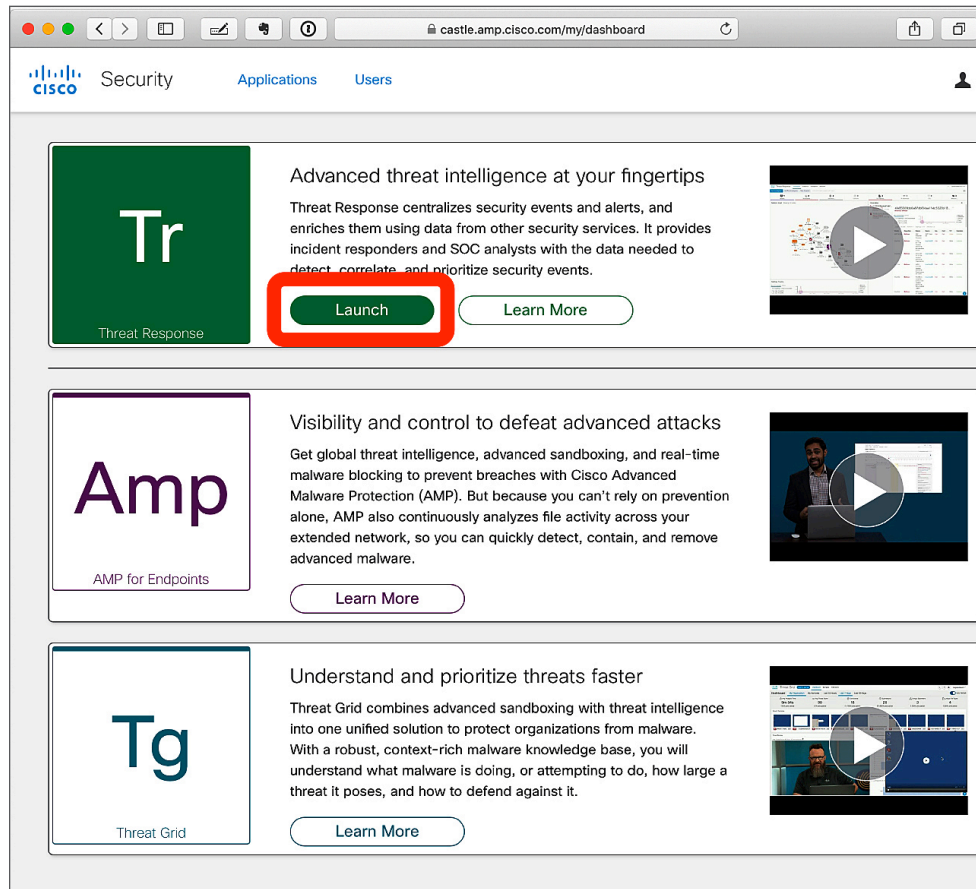 castle.amp.cisco.com/my/dashboard
CISCO
Security
Applications
Users
Tr
Threat Response
Advanced threat intelligence at your fingertips
Threat Response centralizes security events and alerts, and
enriches them using data from other security services. It provides
incident responders and SOC analysts with the data needed to
detect, correlate, and prioritize security events.
Launch
Learn More
Amp
AMP for Endpoints
Visibility and control to defeat advanced attacks
Get global threat intelligence, advanced sandboxing, and real-time
malware blocking to prevent breaches with Cisco Advanced
Malware Protection (AMP). But because you can't rely on prevention
alone, AMP also continuously analyzes file activity across your
extended network, so you can quickly detect, contain, and remove
advanced malware.
Learn More
Tg
Threat Grid
Understand and prioritize threats faster
Threat Grid combines advanced sandboxing with threat intelligence
into one unified solution to protect organizations from malware.
With a robust, context-rich malware knowledge base, you will
understand what malware is doing, or attempting to do, how large a
threat it poses, and how to defend against it.
Learn More